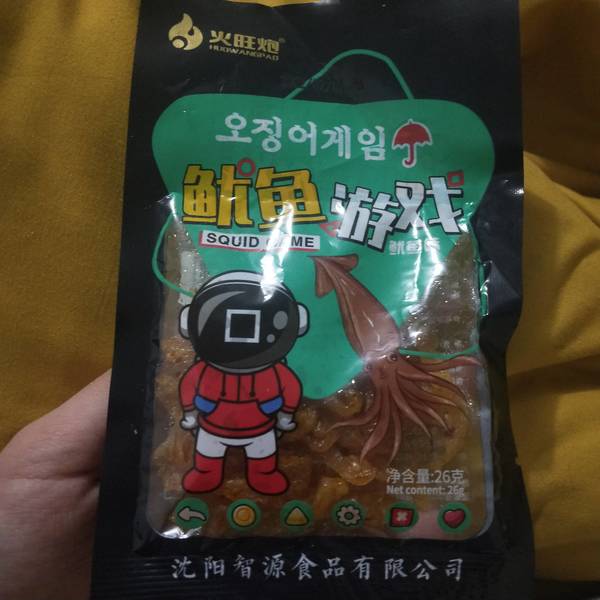 火旺炮®
HUOWANGPAO
오징어게임
鱿鱼游戏
SQUID GAME
鱿鱼味
净含量:26克
Net content: 26g
沈阳智源食品有限公司